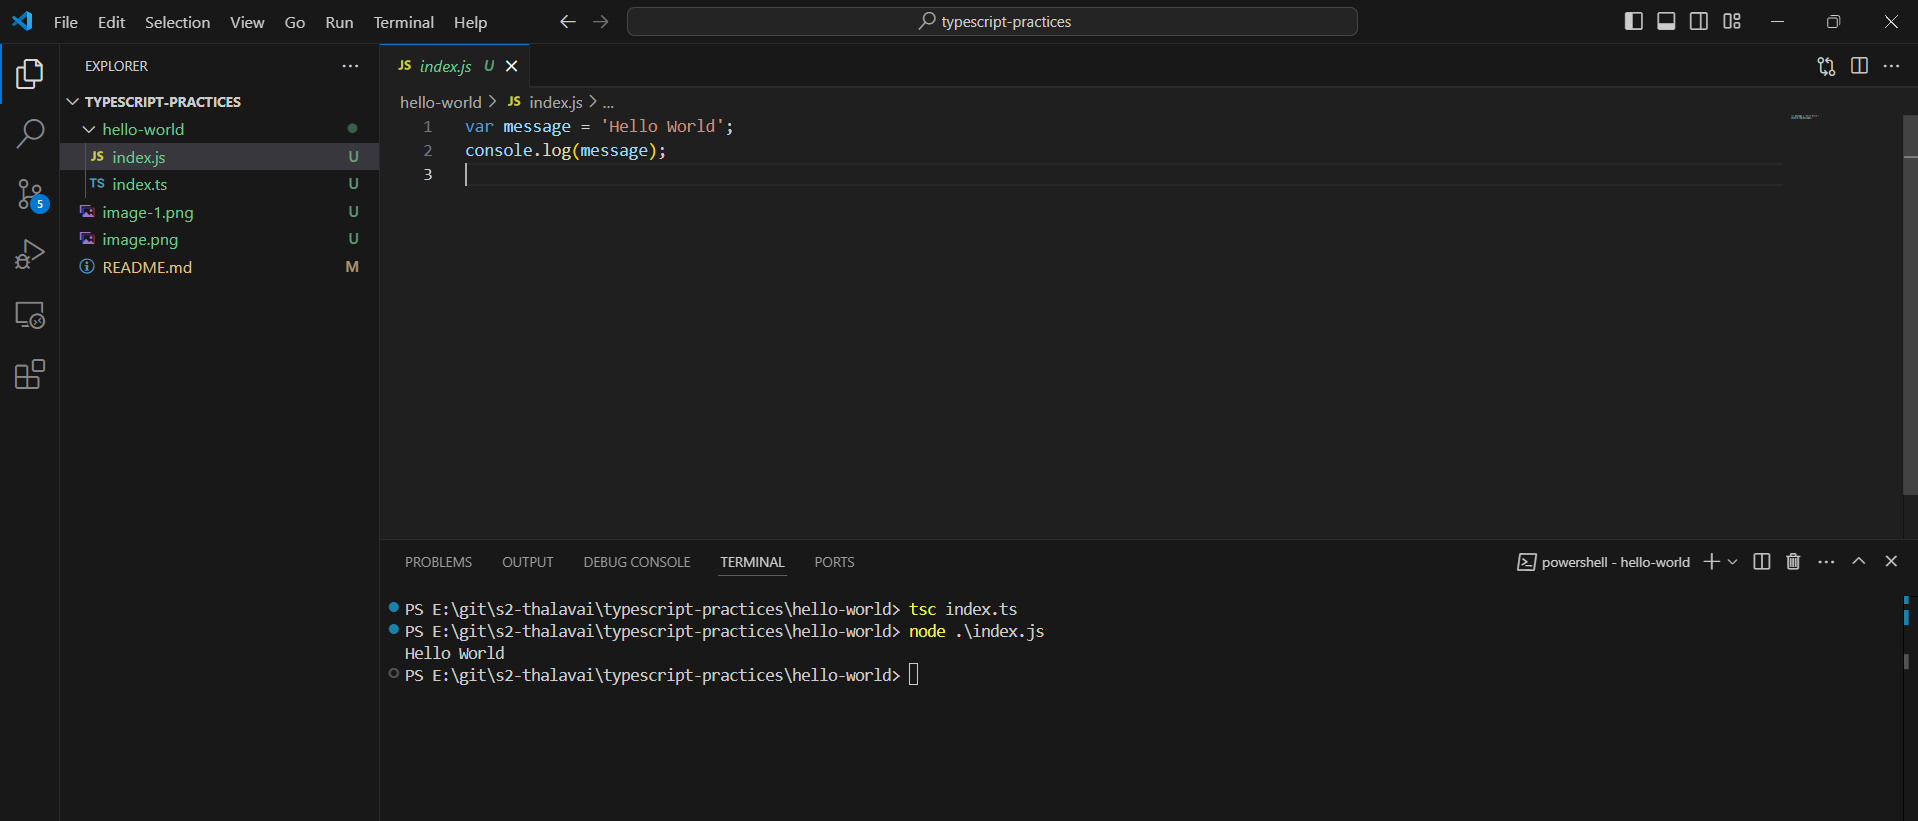 File Edit Selection View Go Run Terminal Help
typescript-practices
EXPLORER
TYPESCRIPT-PRACTICES
hello-world
JS index.js U
TS index.ts U
image-1.png U
image.png U
README.md M
5
JS index.js U
hello-world > JS index.js > ...
1 var message = 'Hello World';
2 console.log(message);
3
PROBLEMS OUTPUT DEBUG CONSOLE TERMINAL PORTS
powershell - hello-world
PS E:\git\s2-thalavai\typescript-practices\hello-world> tsc index.ts
PS E:\git\s2-thalavai\typescript-practices\hello-world> node .\index.js
Hello World
PS E:\git\s2-thalavai\typescript-practices\hello-world>